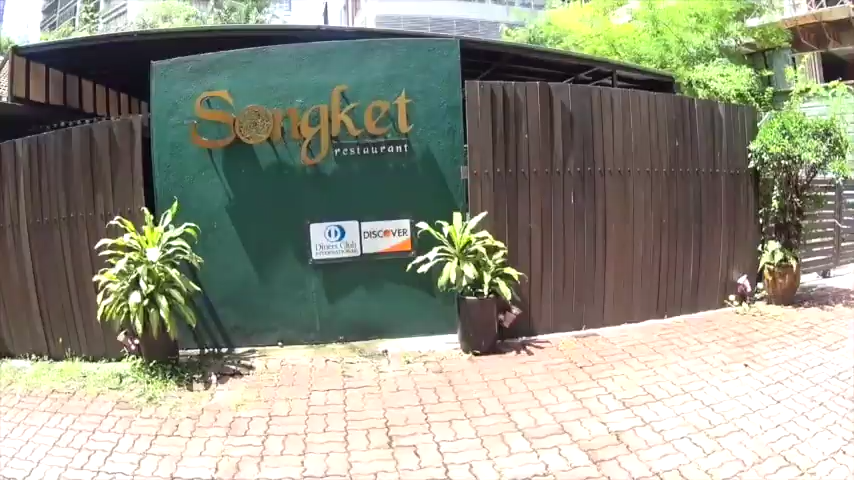 Songket
restaurant
Diners Club
INTERNATIONAL
DISCOVER